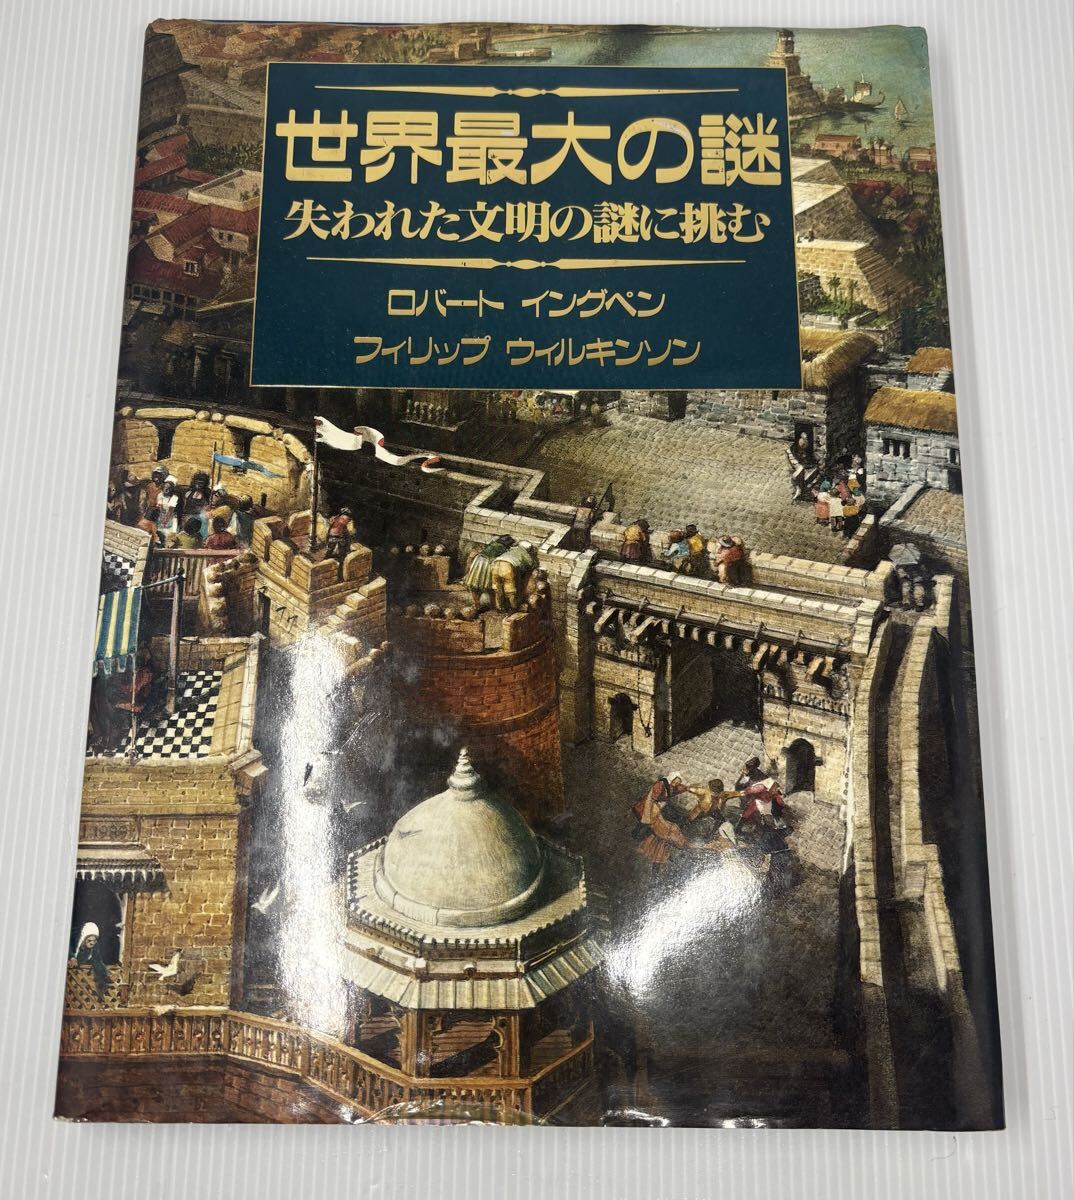 世界最大の謎
失われた文明の謎に挑む
ロバート イングペン
フィリップ ウィルキンソン
1989